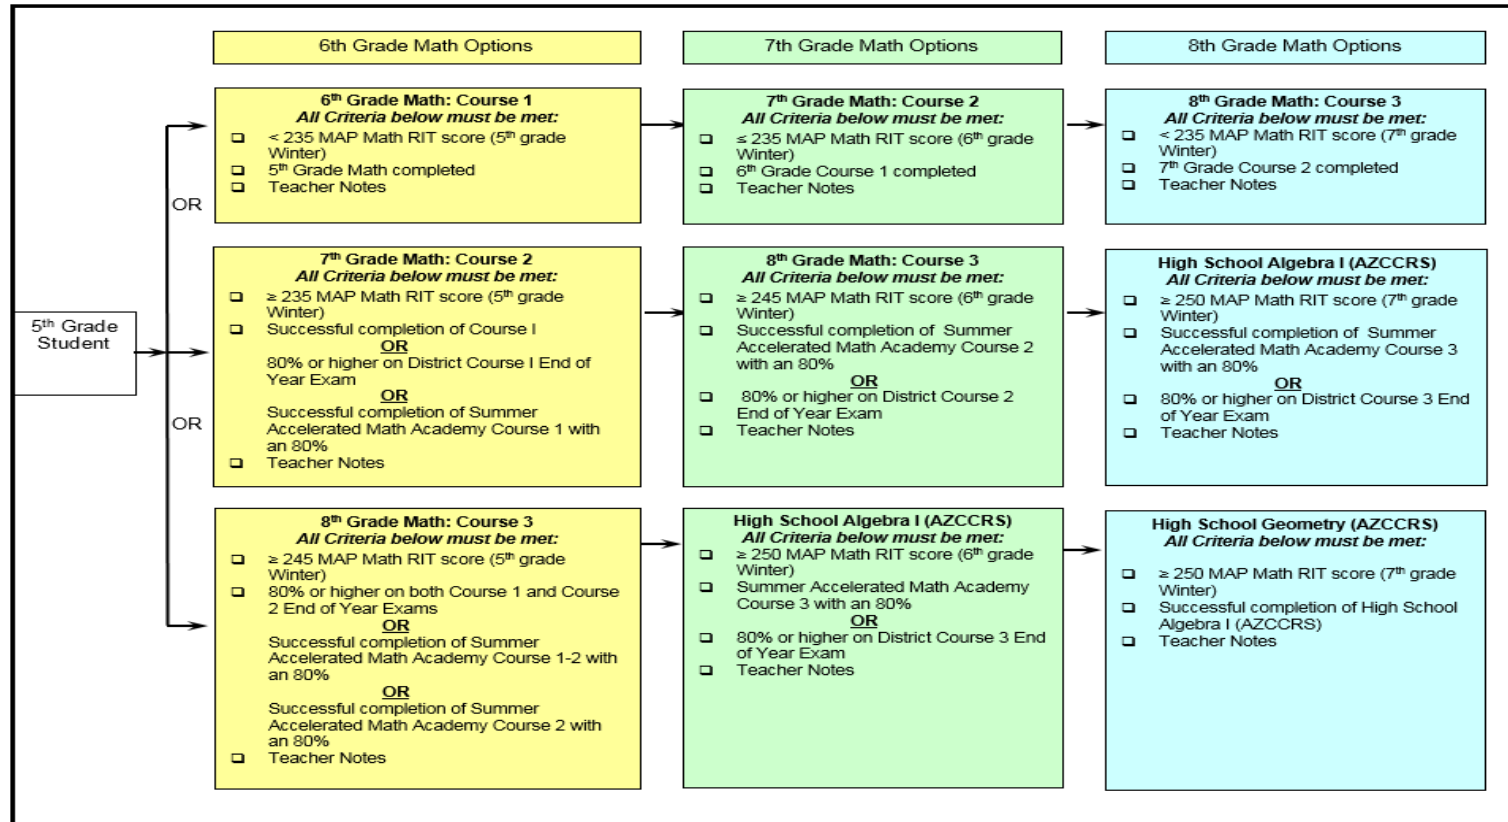 6th Grade Math Options
7th Grade Math Options
8th Grade Math Options
5th Grade
Student
OR
OR
6th Grade Math: Course 1
All Criteria below must be met:
❑ < 235 MAP Math RIT score (5th grade
Winter)
❑ 5th Grade Math completed
❑ Teacher Notes
7th Grade Math: Course 2
All Criteria below must be met:
❑ ≤ 235 MAP Math RIT score (6th grade
Winter)
❑ 6th Grade Course 1 completed
❑ Teacher Notes
8th Grade Math: Course 3
All Criteria below must be met:
❑ < 235 MAP Math RIT score (7th grade
Winter)
❑ 7th Grade Course 2 completed
❑ Teacher Notes
7th Grade Math: Course 2
All Criteria below must be met:
❑ ≥ 235 MAP Math RIT score (5th grade
Winter)
❑ Successful completion of Course I
OR
80% or higher on District Course I End of
Year Exam
OR
Successful completion of Summer
Accelerated Math Academy Course 1 with
an 80%
❑ Teacher Notes
8th Grade Math: Course 3
All Criteria below must be met:
❑ ≥ 245 MAP Math RIT score (6th grade
Winter)
❑ Successful completion of Summer
Accelerated Math Academy Course 2
with an 80%
OR
❑ 80% or higher on District Course 2
End of Year Exam
❑ Teacher Notes
High School Algebra I (AZCCRS)
All Criteria below must be met:
❑ ≥ 250 MAP Math RIT score (7th grade
Winter)
❑ Successful completion of Summer
Accelerated Math Academy Course 3
with an 80%
OR
❑ 80% or higher on District Course 3 End
of Year Exam
❑ Teacher Notes
8th Grade Math: Course 3
All Criteria below must be met:
❑ ≥ 245 MAP Math RIT score (5th grade
Winter)
❑ 80% or higher on both Course 1 and Course
2 End of Year Exams
OR
Successful completion of Summer
Accelerated Math Academy Course 1-2 with
an 80%
OR
Successful completion of Summer
Accelerated Math Academy Course 2 with
an 80%
❑ Teacher Notes
High School Algebra I (AZCCRS)
All Criteria below must be met:
❑ ≥ 250 MAP Math RIT score (6th grade
Winter)
❑ Summer Accelerated Math Academy
Course 3 with an 80%
OR
❑ 80% or higher on District Course 3 End
of Year Exam
❑ Teacher Notes
High School Geometry (AZCCRS)
All Criteria below must be met:
❑ ≥ 250 MAP Math RIT score (7th grade
Winter)
❑ Successful completion of High School
Algebra I (AZCCRS)
❑ Teacher Notes